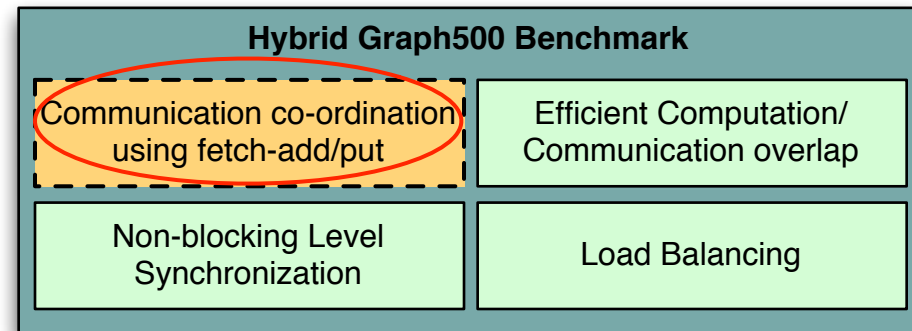 Hybrid Graph500 Benchmark
Communication co-ordination
using fetch-add/put
Efficient Computation/
Communication overlap
Non-blocking Level
Synchronization
Load Balancing